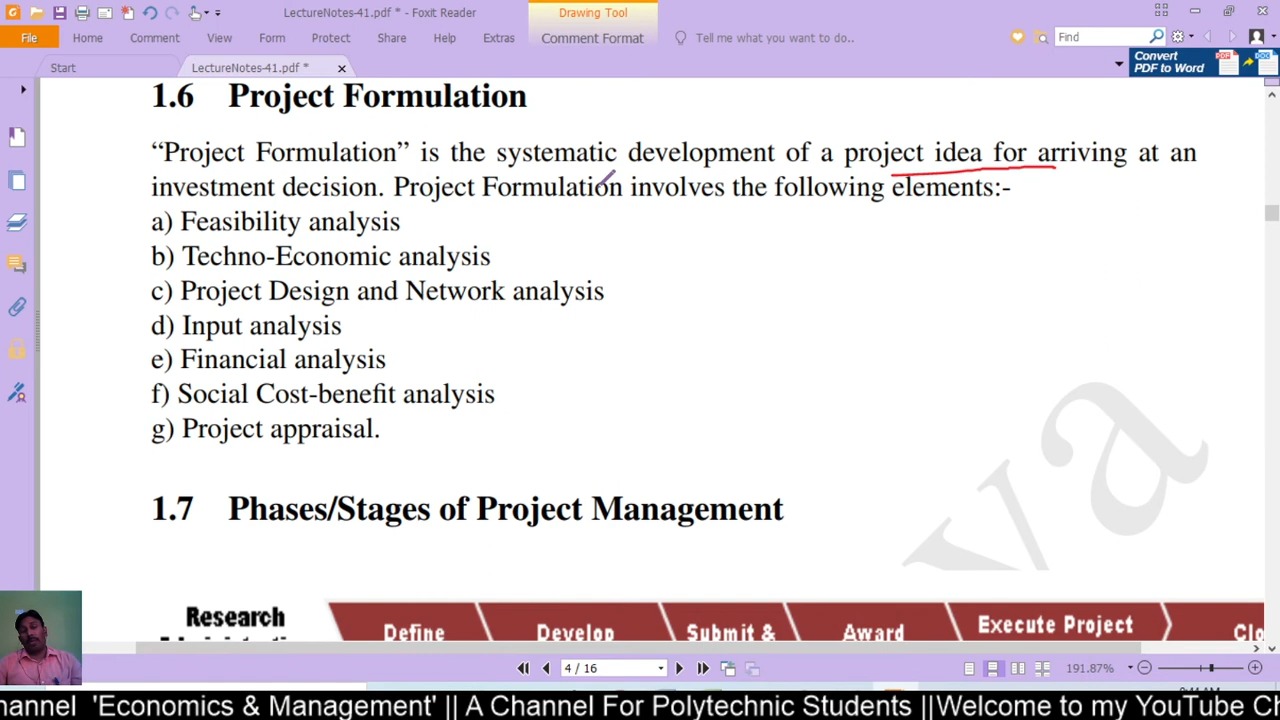 LectureNotes-41.pdf * - Foxit Reader
Drawing Tool
File Home Comment View Form Protect Share Help Extras Comment Format Tell me what you want to do.. Find
Start LectureNotes-41.pdf *
Convert
PDF to Word
1.6 Project Formulation
“Project Formulation” is the systematic development of a project idea for arriving at an
investment decision. Project Formulation involves the following elements:-
a) Feasibility analysis
b) Techno-Economic analysis
c) Project Design and Network analysis
d) Input analysis
e) Financial analysis
f) Social Cost-benefit analysis
g) Project appraisal.
1.7 Phases/Stages of Project Management
Research
Define Develop Submit & Award Execute Project Clo
4 / 16 191.87%
hannel 'Economics & Management' || A Channel For Polytechnic Students ||Welcome to my YouTube Ch